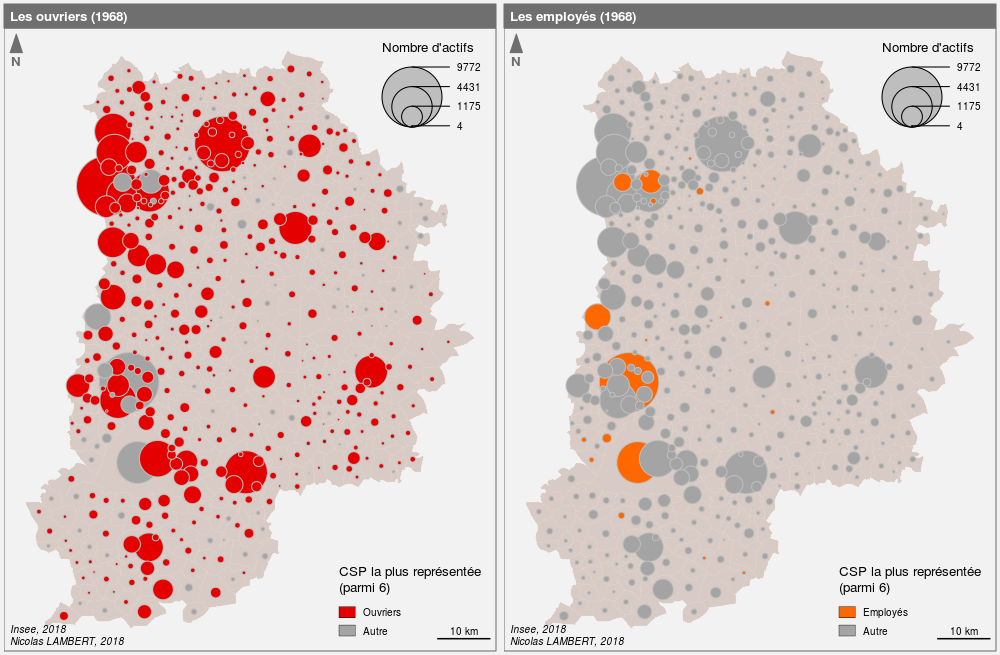 Les ouvriers (1968)
N
Nombre d'actifs
9772
4431
1175
4
CSP la plus représentée
(parmi 6)
Ouvriers
Autre
10 km
Insee, 2018
Nicolas LAMBERT, 2018
Les employés (1968)
N
Nombre d'actifs
9772
4431
1175
4
CSP la plus représentée
(parmi 6)
Employés
Autre
10 km
Insee, 2018
Nicolas LAMBERT, 2018